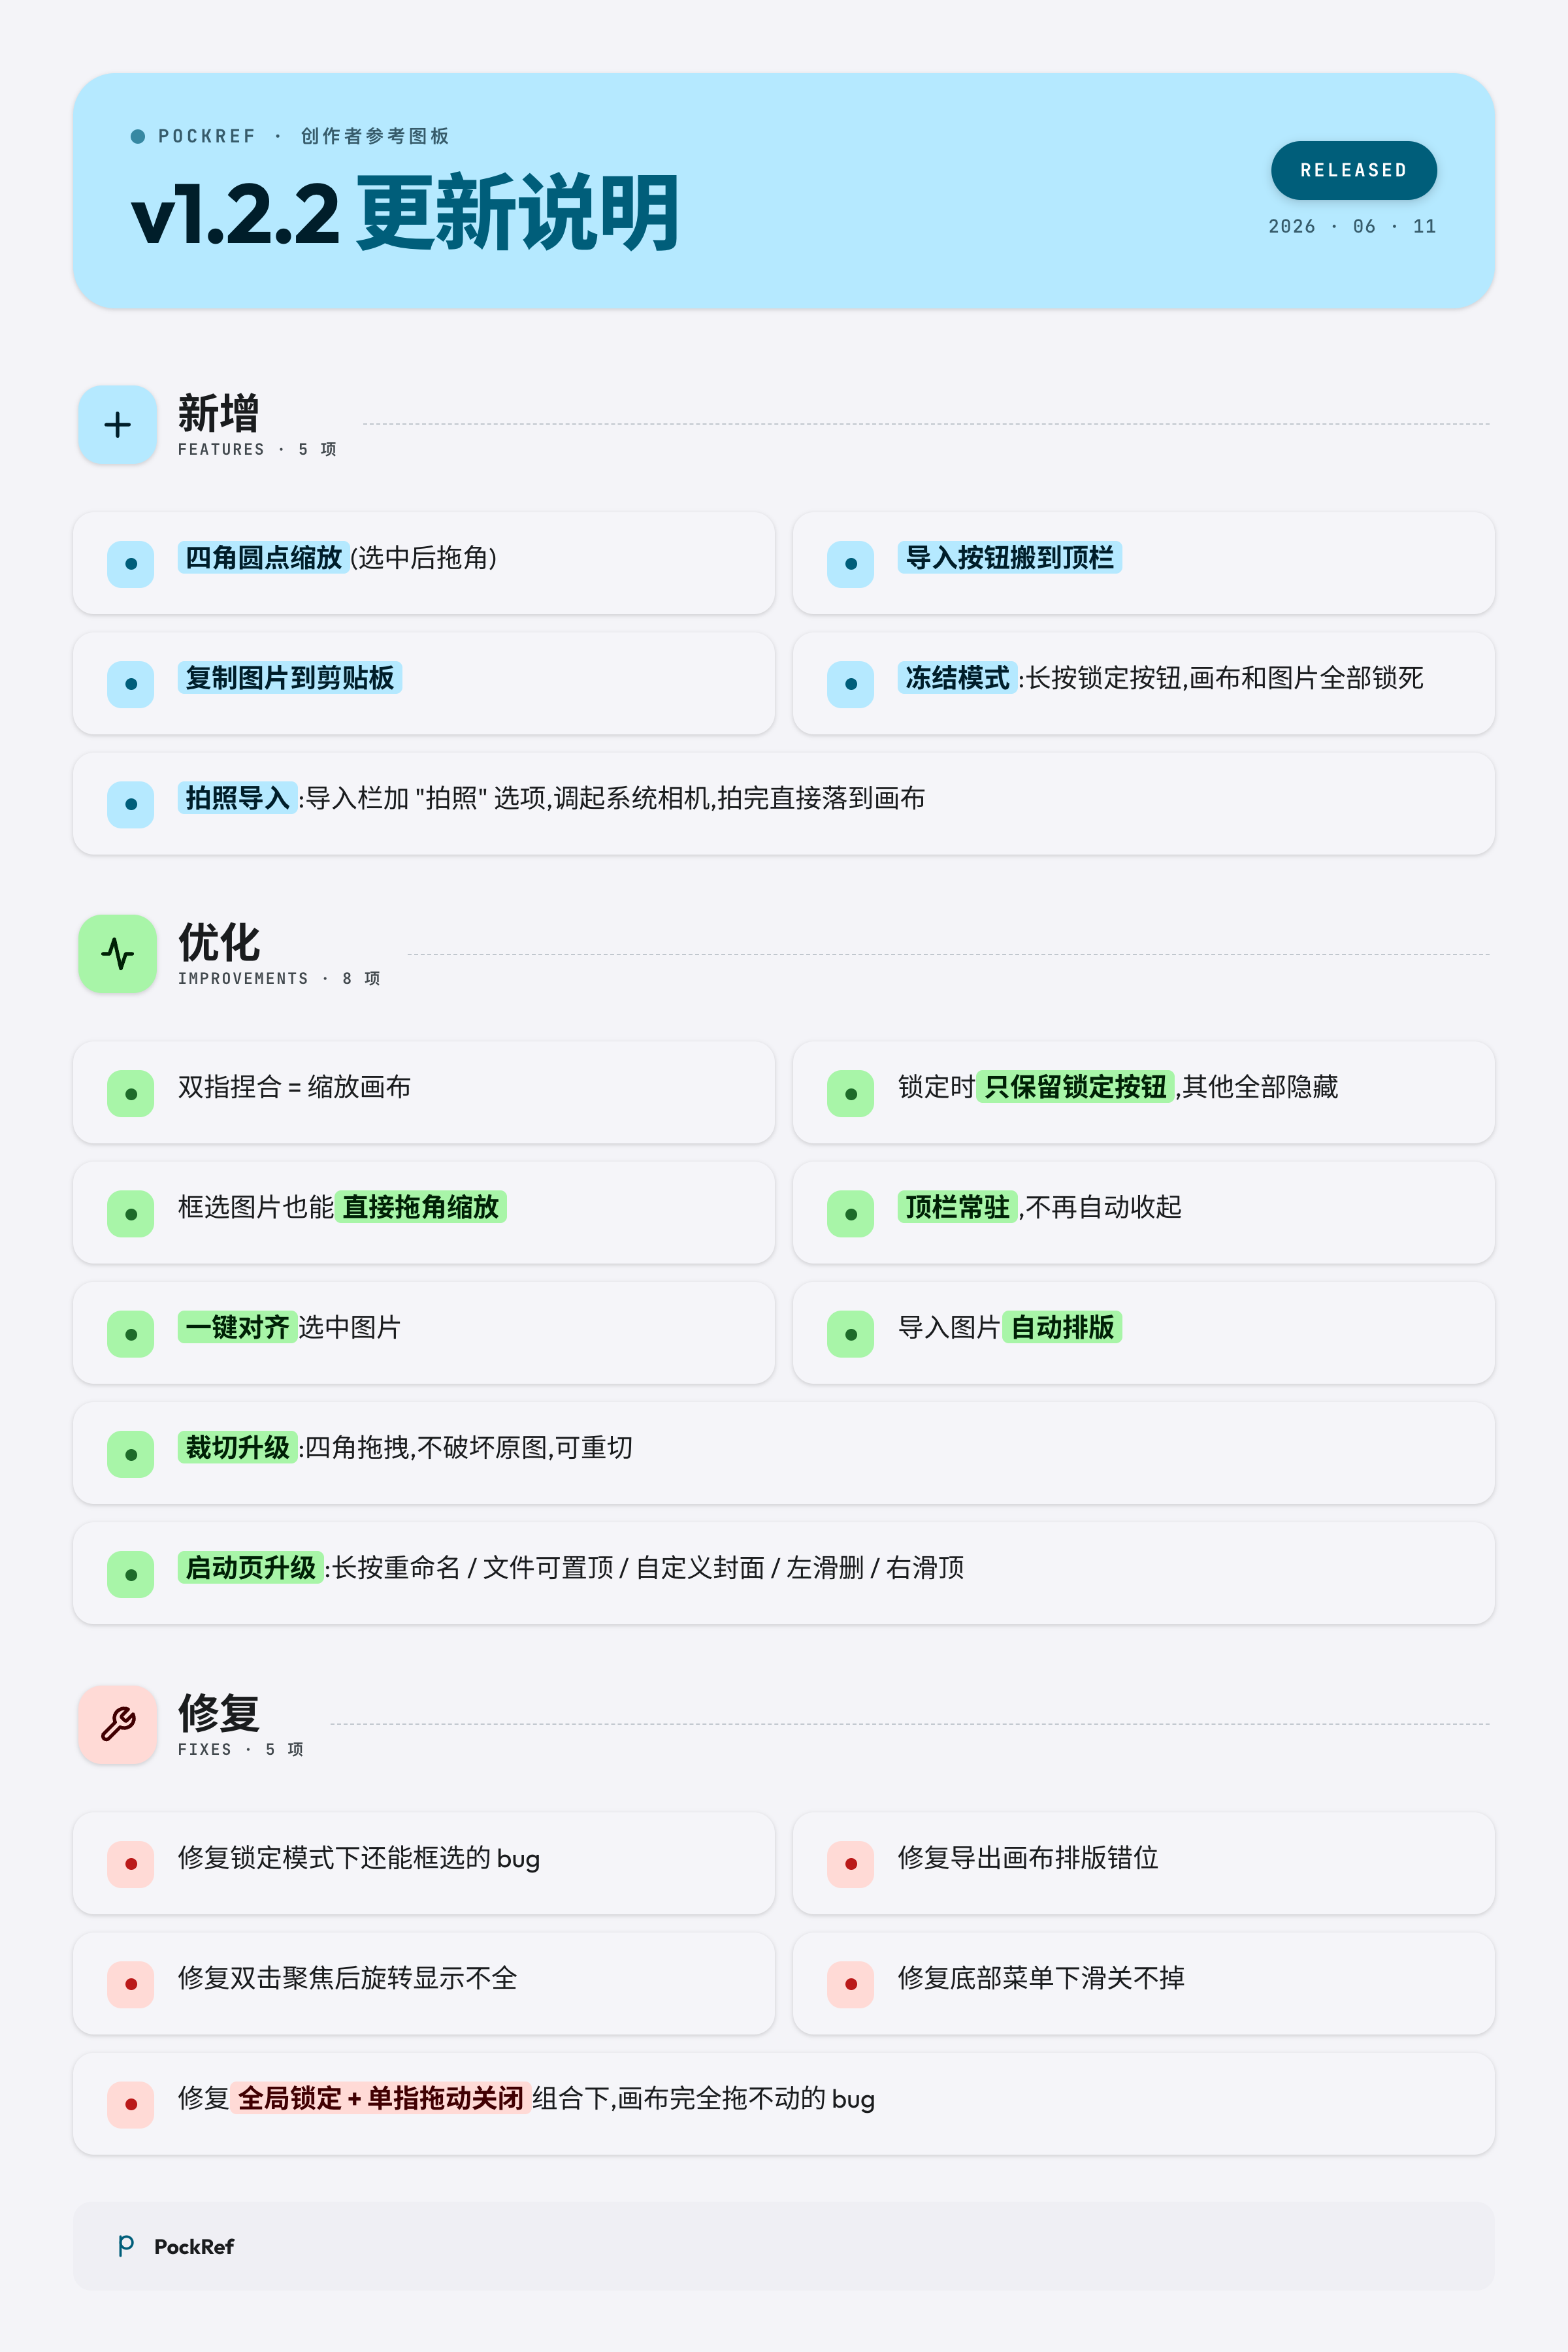 POCKREF · 创作者参考图板
v1.2.2 更新说明
RELEASED
2026 · 06 · 11
新增
FEATURES · 5 项
四角圆点缩放(选中后拖角)
导入按钮搬到顶栏
复制图片到剪贴板
冻结模式:长按锁定按钮,画布和图片全部锁死
拍照导入:导入栏加 "拍照" 选项,调起系统相机,拍完直接落到画布
优化
IMPROVEMENTS · 8 项
双指捏合 = 缩放画布
锁定时只保留锁定按钮,其他全部隐藏
框选图片也能直接拖角缩放
顶栏常驻,不再自动收起
一键对齐选中图片
导入图片自动排版
裁切升级:四角拖拽,不破坏原图,可重切
启动页升级:长按重命名 / 文件可置顶 / 自定义封面 / 左滑删 / 右滑顶
修复
FIXES · 5 项
修复锁定模式下还能框选的 bug
修复导出画布排版错位
修复双击聚焦后旋转显示不全
修复底部菜单下滑关不掉
修复全局锁定 + 单指拖动关闭组合下,画布完全拖不动的 bug
PockRef